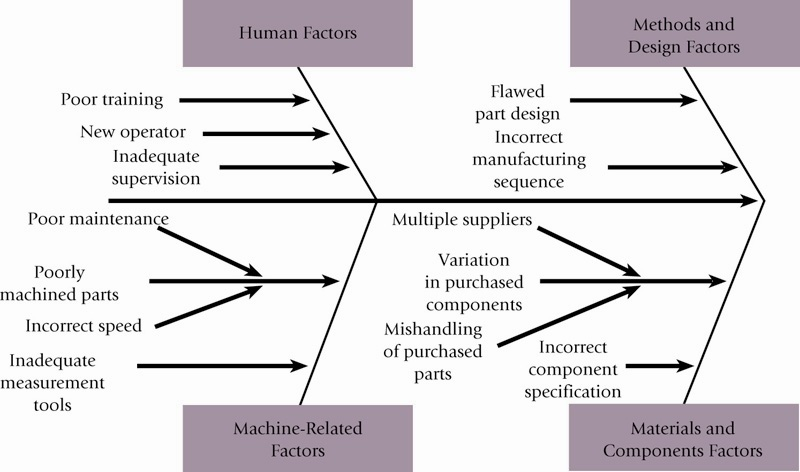 Human Factors
Methods and
Design Factors
Poor training
New operator
Inadequate
supervision
Flawed
part design
Incorrect
manufacturing
sequence
Poor maintenance
Poorly
machined parts
Incorrect speed
Inadequate
measurement
tools
Multiple suppliers
Variation
in purchased
components
Mishandling
of purchased
parts
Incorrect
component
specification
Machine-Related
Factors
Materials and
Components Factors